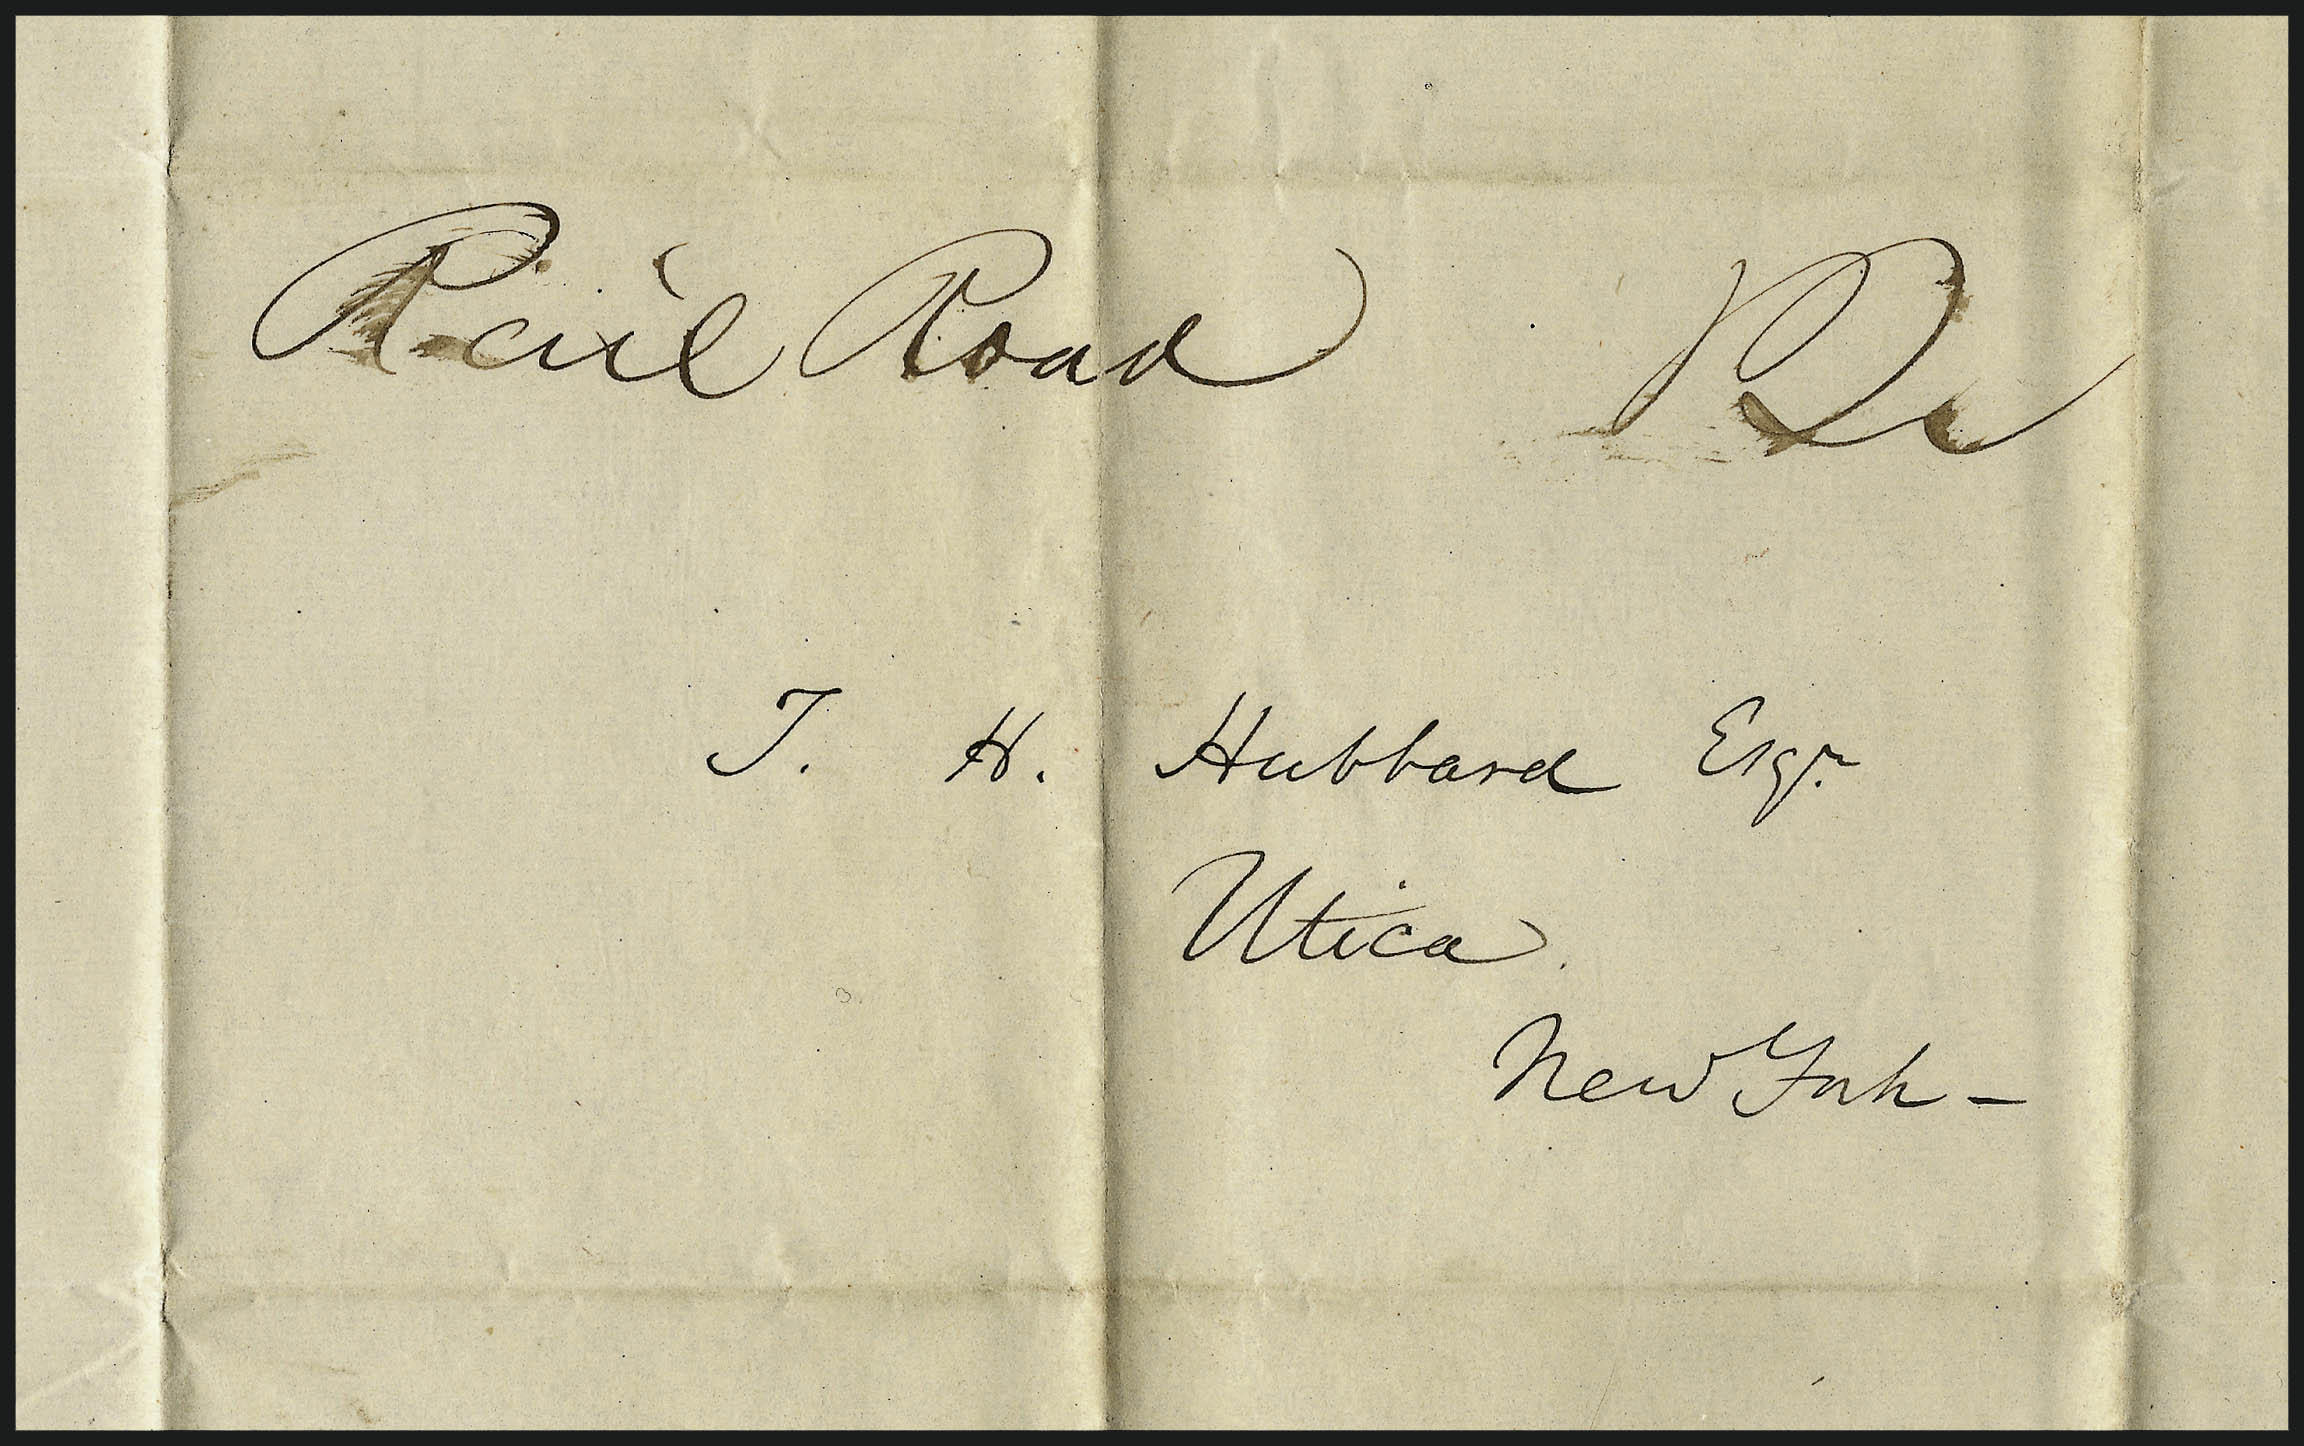 Rail Road
T. H. Hubbard Esqr.
Utica
New York -